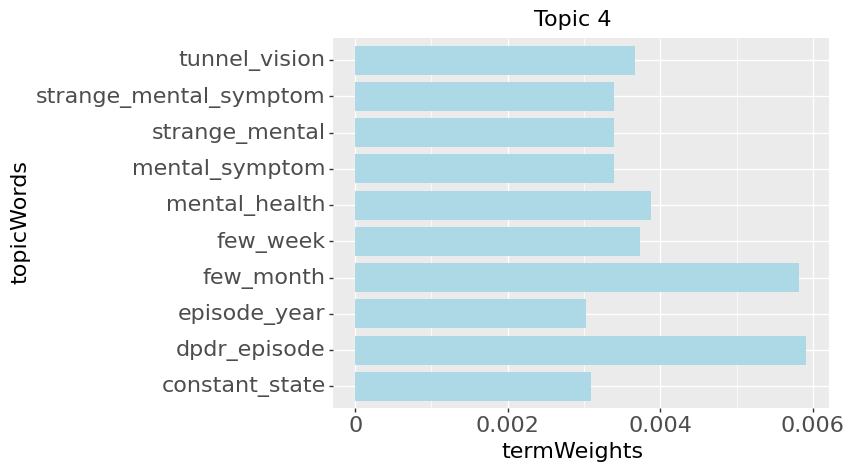 Topic 4
topicWords
tunnel_vision
strange_mental_symptom
strange_mental
mental_symptom
mental_health
few_week
few_month
episode_year
dpdr_episode
constant_state
0 0.002 0.004 0.006
termWeights